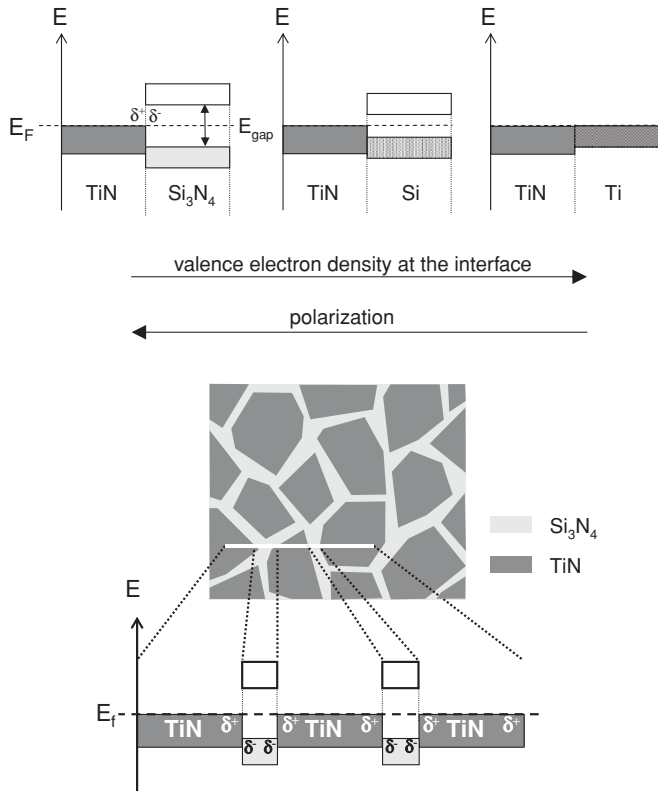 E E E
E_F δ⁺ δ⁻ E_gap
TiN Si₃N₄ TiN Si TiN Ti
valence electron density at the interface
polarization
Si₃N₄
TiN
E
E_f TiN δ⁺ δ⁺ TiN δ⁺ δ⁺ TiN δ⁺
δ⁻ δ⁻ δ⁻ δ⁻